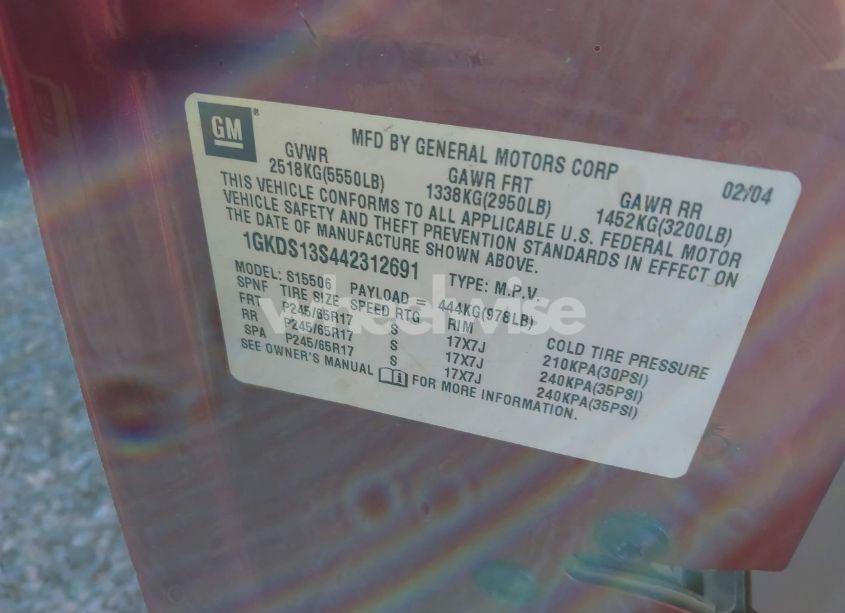 GM ®
MFD BY GENERAL MOTORS CORP
02/04
GVWR GAWR FRT GAWR RR
2518KG(5550LB) 1338KG(2950LB) 1452KG(3200LB)
THIS VEHICLE CONFORMS TO ALL APPLICABLE U.S. FEDERAL MOTOR
VEHICLE SAFETY AND THEFT PREVENTION STANDARDS IN EFFECT ON
THE DATE OF MANUFACTURE SHOWN ABOVE.
1GKDS13S442312691 TYPE: M.P.V.
MODEL: S15506 PAYLOAD = 444KG(978LB)
SPNF TIRE SIZE SPEED RTG RIM COLD TIRE PRESSURE
FRT P245/65R17 S 17X7J 210KPA(30PSI)
RR P245/65R17 S 17X7J 240KPA(35PSI)
SPA P245/65R17 S 17X7J 240KPA(35PSI)
SEE OWNER'S MANUAL FOR MORE INFORMATION.
wheelwise